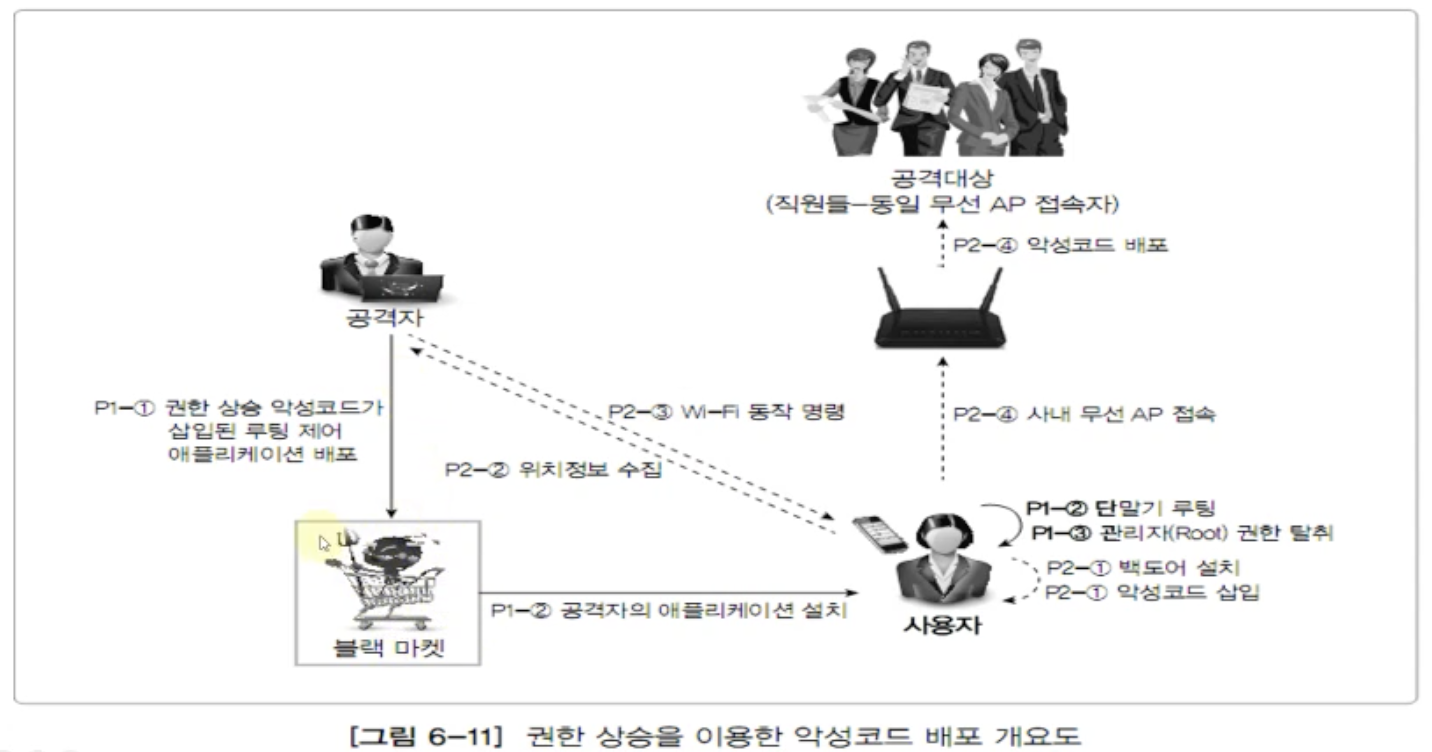 공격대상
(직원들-동일 무선 AP 접속자)
P2-④ 악성코드 배포
공격자
P1-① 권한 상승 악성코드가
삽입된 루팅 제어
애플리케이션 배포
P2-③ Wi-Fi 동작 명령
P2-④ 사내 무선 AP 접속
P2-② 위치정보 수집
P1-② 단말기 루팅
P1-③ 관리자(Root) 권한 탈취
P2-① 백도어 설치
P2-① 악성코드 삽입
P1-② 공격자의 애플리케이션 설치
사용자
블랙 마켓
[그림 6-11] 권한 상승을 이용한 악성코드 배포 개요도